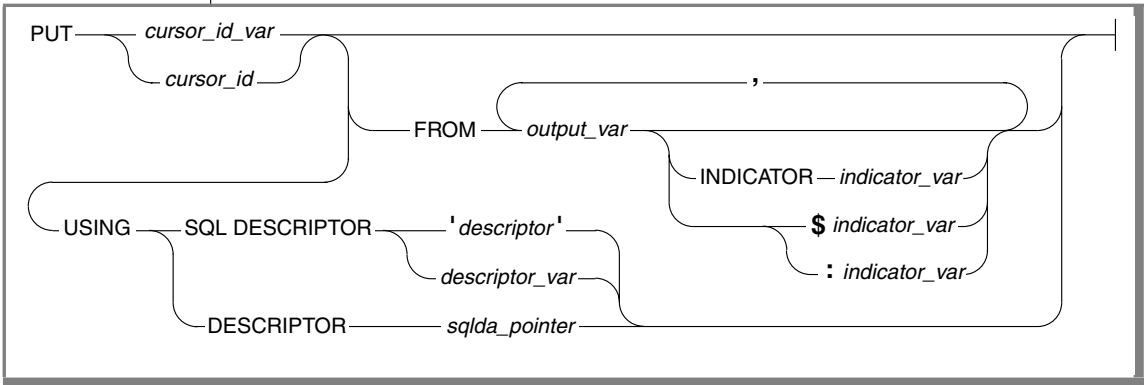 PUT cursor_id_var
cursor_id
,
FROM output_var
INDICATOR indicator_var
$ indicator_var
: indicator_var
USING SQL DESCRIPTOR 'descriptor'
descriptor_var
DESCRIPTOR sqlda_pointer